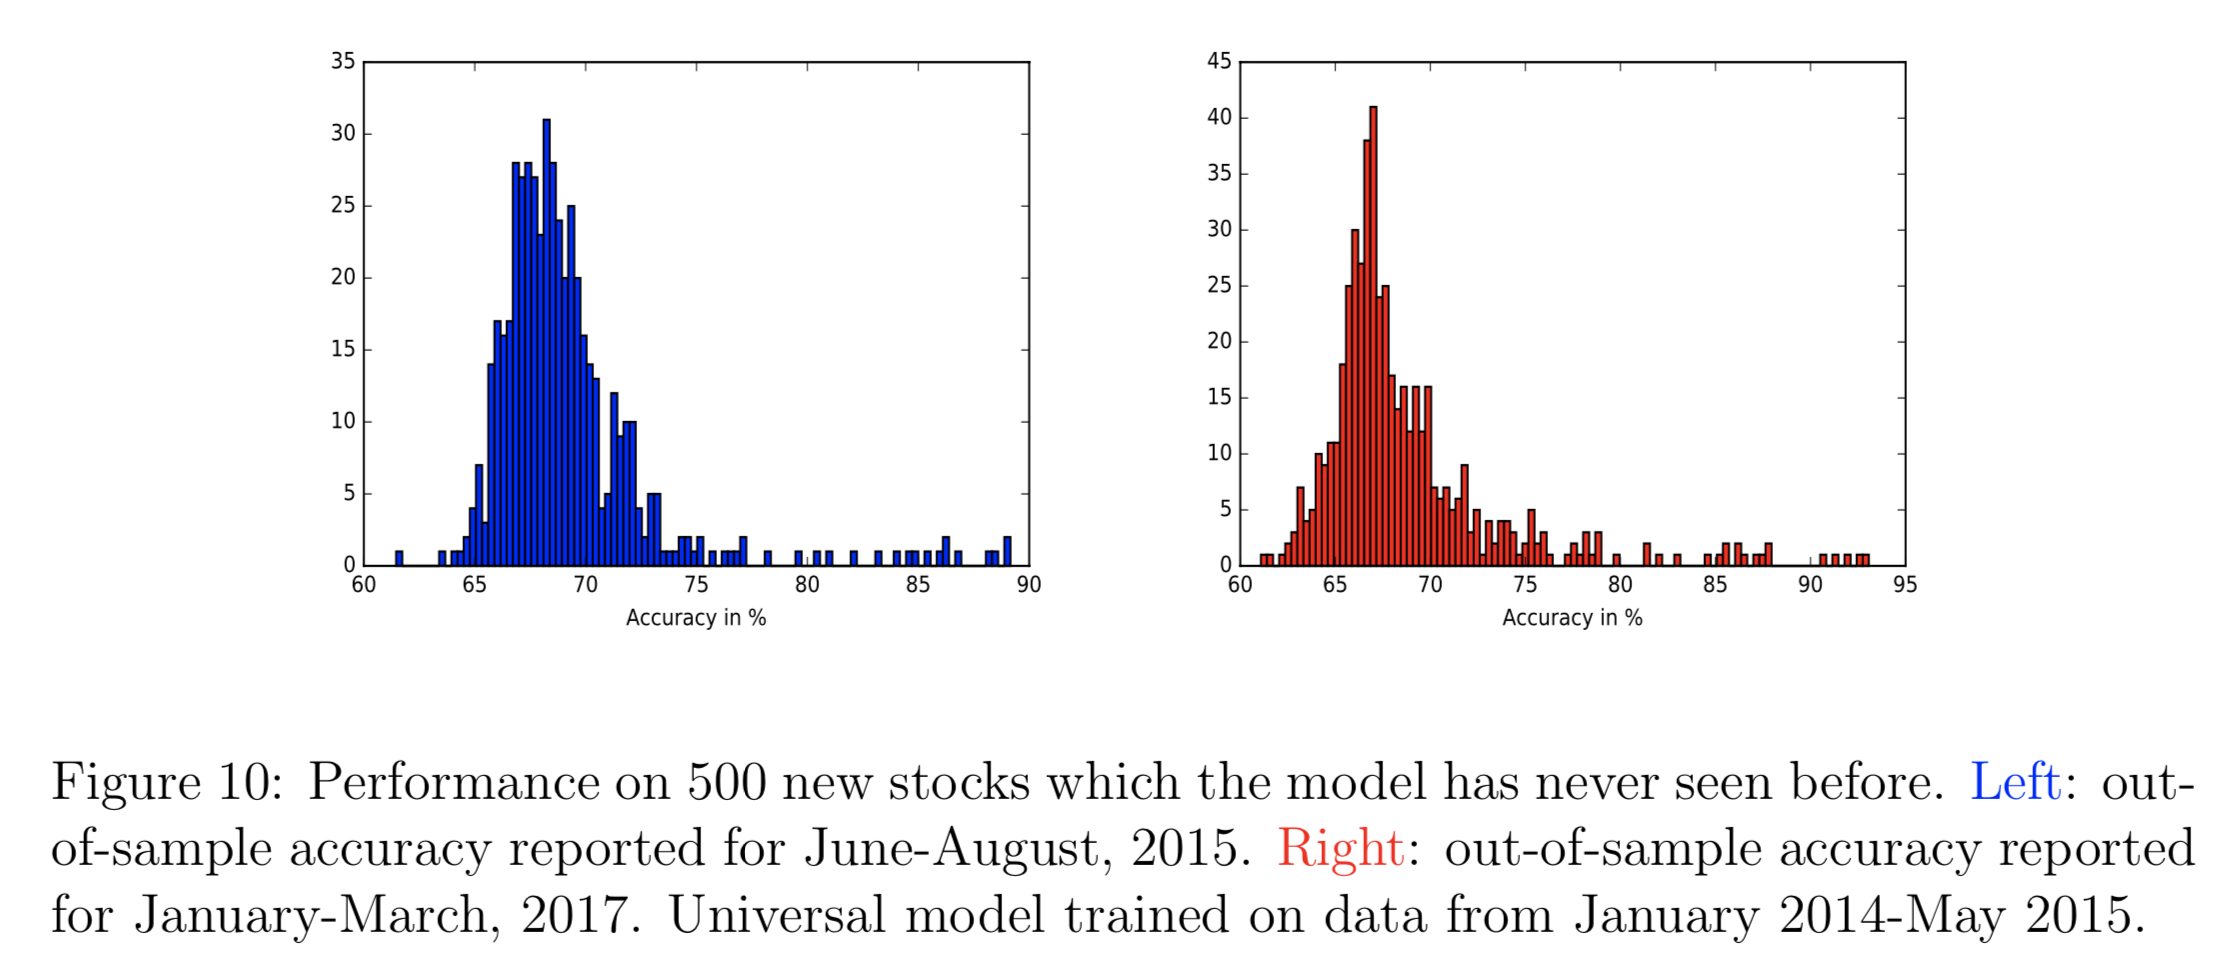 35
30
25
20
15
10
5
0
60 65 70 75 80 85 90
Accuracy in %
45
40
35
30
25
20
15
10
5
0
60 65 70 75 80 85 90 95
Accuracy in %
Figure 10: Performance on 500 new stocks which the model has never seen before. Left: out-
of-sample accuracy reported for June-August, 2015. Right: out-of-sample accuracy reported
for January-March, 2017. Universal model trained on data from January 2014-May 2015.